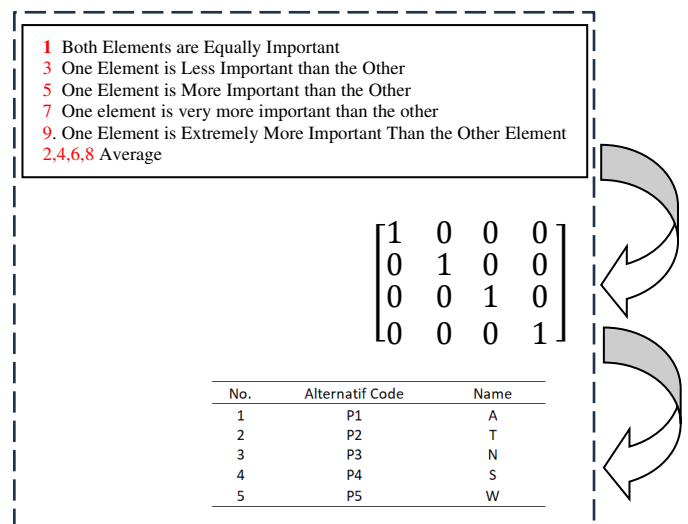 1 Both Elements are Equally Important
3 One Element is Less Important than the Other
5 One Element is More Important than the Other
7 One element is very more important than the other
9. One Element is Extremely More Important Than the Other Element
2,4,6,8 Average
1 0 0 0
0 1 0 0
0 0 1 0
0 0 0 1
No. Alternatif Code Name
1 P1 A
2 P2 T
3 P3 N
4 P4 S
5 P5 W